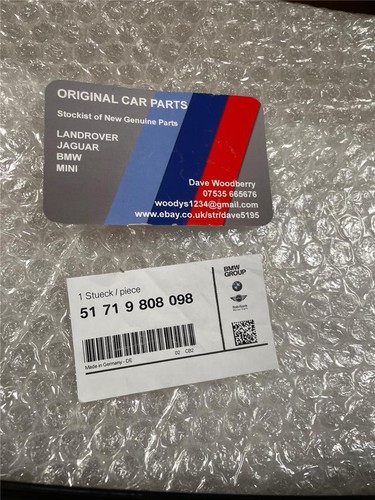 ORIGINAL CAR PARTS
Stockist of New Genuine Parts
LANDROVER
JAGUAR
BMW
MINI
Dave Woodberry
07535 665676
woodys1234@gmail.com
www.ebay.co.uk/str/dave5195
1 Stueck / piece
51 71 9 808 098
Made in Germany - DE
02
CB2
BMW
GROUP